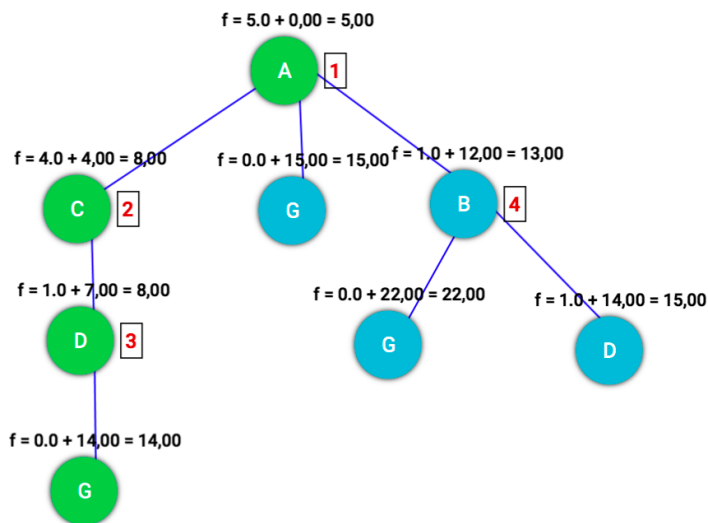 f = 5.0 + 0,00 = 5,00
A
1
f = 4.0 + 4,00 = 8,00
f = 0.0 + 15,00 = 15,00
f = 1.0 + 12,00 = 13,00
C
2
G
B
4
f = 1.0 + 7,00 = 8,00
f = 0.0 + 22,00 = 22,00
f = 1.0 + 14,00 = 15,00
D
3
G
D
f = 0.0 + 14,00 = 14,00
G